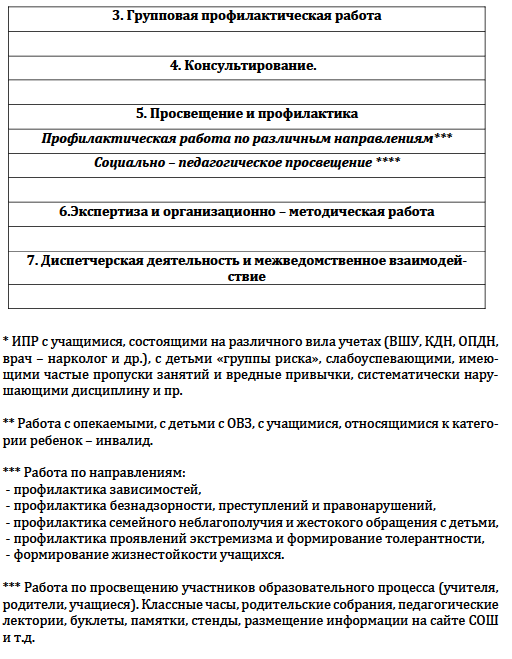 3. Групповая профилактическая работа
4. Консультирование.
5. Просвещение и профилактика
Профилактическая работа по различным направлениям***
Социально – педагогическое просвещение ****
6.Экспертиза и организационно – методическая работа
7. Диспетчерская деятельность и межведомственное взаимодей-
ствие
* ИПР с учащимися, состоящими на различного вила учетах (ВШУ, КДН, ОПДН,
врач – нарколог и др.), с детьми «группы риска», слабоуспевающими, имею-
щими частые пропуски занятий и вредные привычки, систематически нару-
шающими дисциплину и пр.
** Работа с опекаемыми, с детьми с ОВЗ, с учащимися, относящимися к катего-
рии ребенок – инвалид.
*** Работа по направлениям:
- профилактика зависимостей,
- профилактика безнадзорности, преступлений и правонарушений,
- профилактика семейного неблагополучия и жестокого обращения с детьми,
- профилактика проявлений экстремизма и формирование толерантности,
- формирование жизнестойкости учащихся.
*** Работа по просвещению участников образовательного процесса (учителя,
родители, учащиеся). Классные часы, родительские собрания, педагогические
лектории, буклеты, памятки, стенды, размещение информации на сайте СОШ
и т.д.